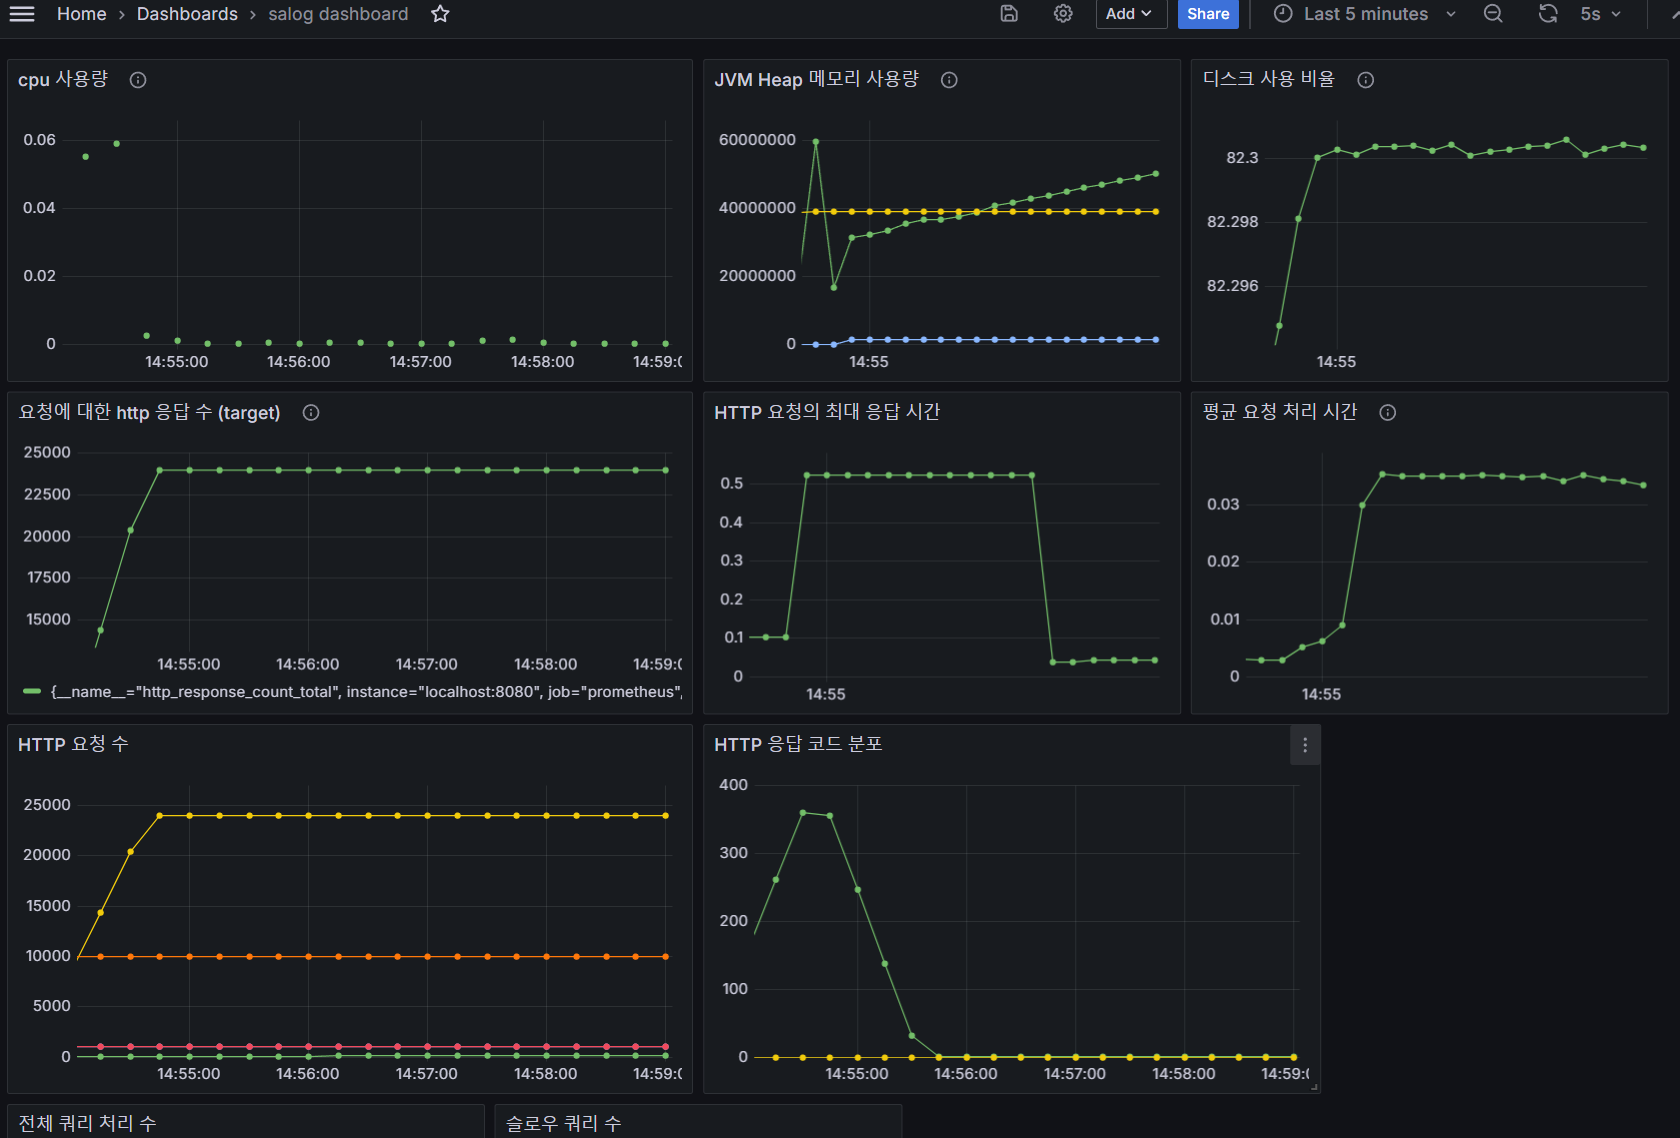 Home › Dashboards › salog dashboard
Add
Share
Last 5 minutes
5s
cpu 사용량
0.06
0.04
0.02
0
14:55:00 14:56:00 14:57:00 14:58:00 14:59:0
JVM Heap 메모리 사용량
60000000
40000000
20000000
0
14:55
디스크 사용 비율
82.3
82.298
82.296
14:55
요청에 대한 http 응답 수 (target)
25000
22500
20000
17500
15000
14:55:00 14:56:00 14:57:00 14:58:00 14:59:0
{__name__="http_response_count_total", instance="localhost:8080", job="prometheus",
HTTP 요청의 최대 응답 시간
0.5
0.4
0.3
0.2
0.1
0
14:55
평균 요청 처리 시간
0.03
0.02
0.01
0
14:55
HTTP 요청 수
25000
20000
15000
10000
5000
0
14:55:00 14:56:00 14:57:00 14:58:00 14:59:0
HTTP 응답 코드 분포
400
300
200
100
0
14:55:00 14:56:00 14:57:00 14:58:00 14:59:0
전체 쿼리 처리 수
슬로우 쿼리 수